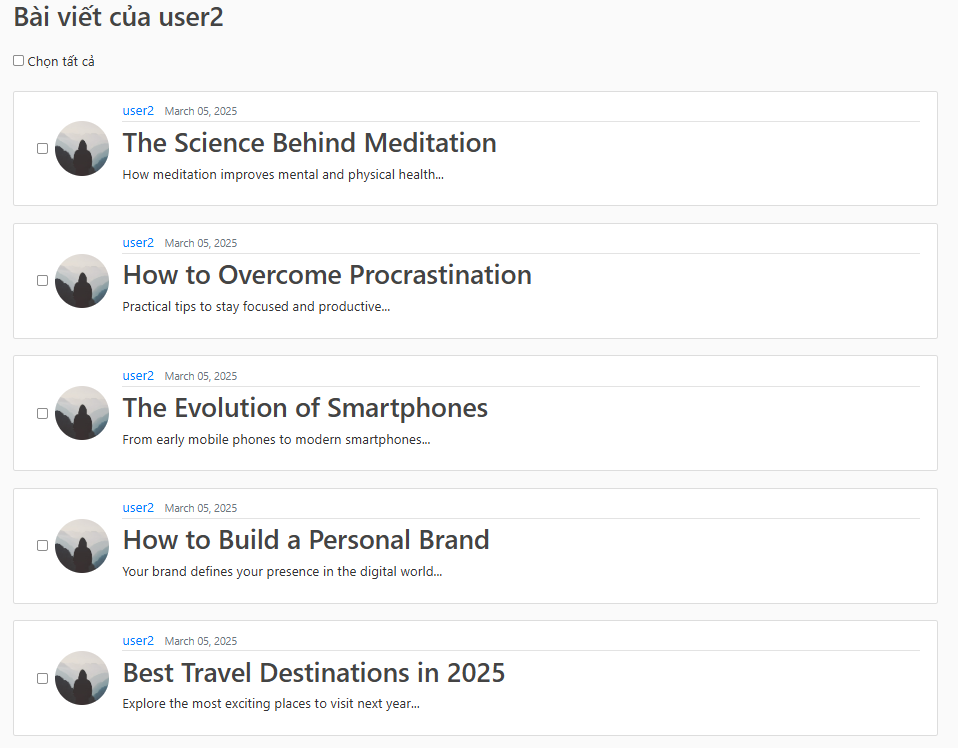 Bài viết của user2
Chọn tất cả
user2 March 05, 2025
The Science Behind Meditation
How meditation improves mental and physical health...
user2 March 05, 2025
How to Overcome Procrastination
Practical tips to stay focused and productive...
user2 March 05, 2025
The Evolution of Smartphones
From early mobile phones to modern smartphones...
user2 March 05, 2025
How to Build a Personal Brand
Your brand defines your presence in the digital world...
user2 March 05, 2025
Best Travel Destinations in 2025
Explore the most exciting places to visit next year...